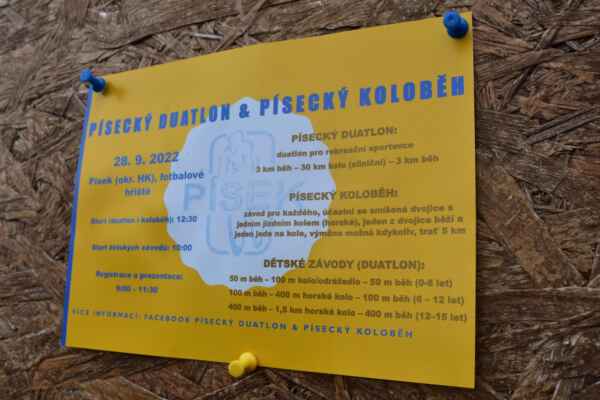 PÍSECKÝ DUATLON & PÍSECKÝ KOLOBĚH
28. 9. 2022
Písek (okr. HK), fotbalové
hřiště
Start (duatlon i koloběh): 12:30
Start dětských závodů: 10:00
Registrace a prezentace:
9:00 – 11:30
PÍSEK
PÍSECKÝ DUATLON:
duatlon pro rekreační sportovce
3 km běh – 30 km kolo (silniční) – 3 km běh
PÍSECKÝ KOLOBĚH:
závod pro každého, účastní se smíšená dvojice s
jedním jízdním kolem (horské), jeden z dvojice běží a
jeden jede na kole, výměna možná kdykoliv, trať 5 km
DĚTSKÉ ZÁVODY (DUATLON):
50 m běh – 100 m kolo/odrážedlo – 50 m běh (0-6 let)
100 m běh – 400 m horské kolo – 100 m běh (6 – 12 let)
400 m běh – 1,5 km horské kolo – 400 m běh (12–15 let)
VÍCE INFORMACÍ: FACEBOOK PÍSECKÝ DUATLON & PÍSECKÝ KOLOBĚH